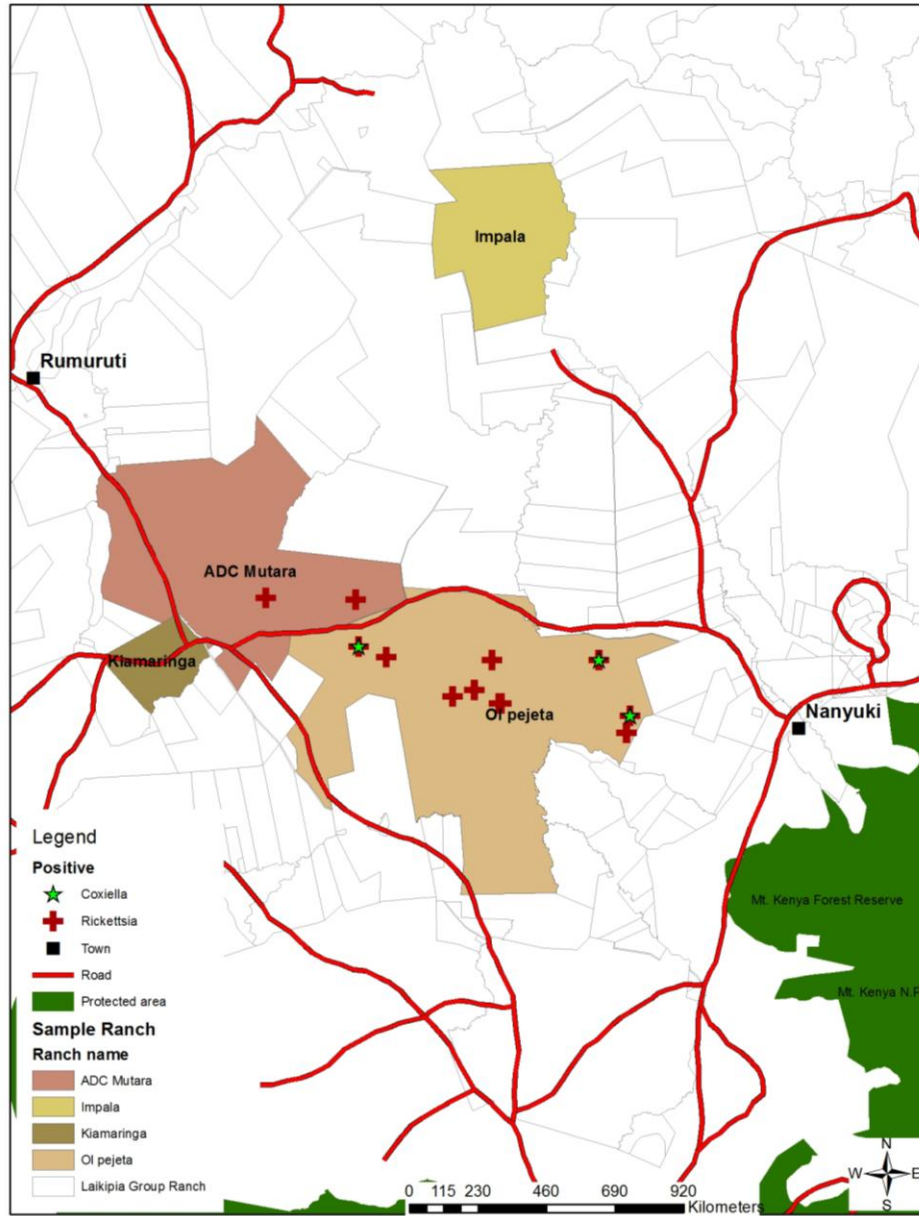 Impala
Rumuruti
ADC Mutara
Kiamaringa
Ol pejeta
Nanyuki
Mt. Kenya Forest Reserve
Mt. Kenya N.P
Legend
Positive
Coxiella
Rickettsia
Town
Road
Protected area
Sample Ranch
Ranch name
ADC Mutara
Impala
Kiamaringa
Ol pejeta
Laikipia Group Ranch
N
W E
S
0 115 230 460 690 920
Kilometers